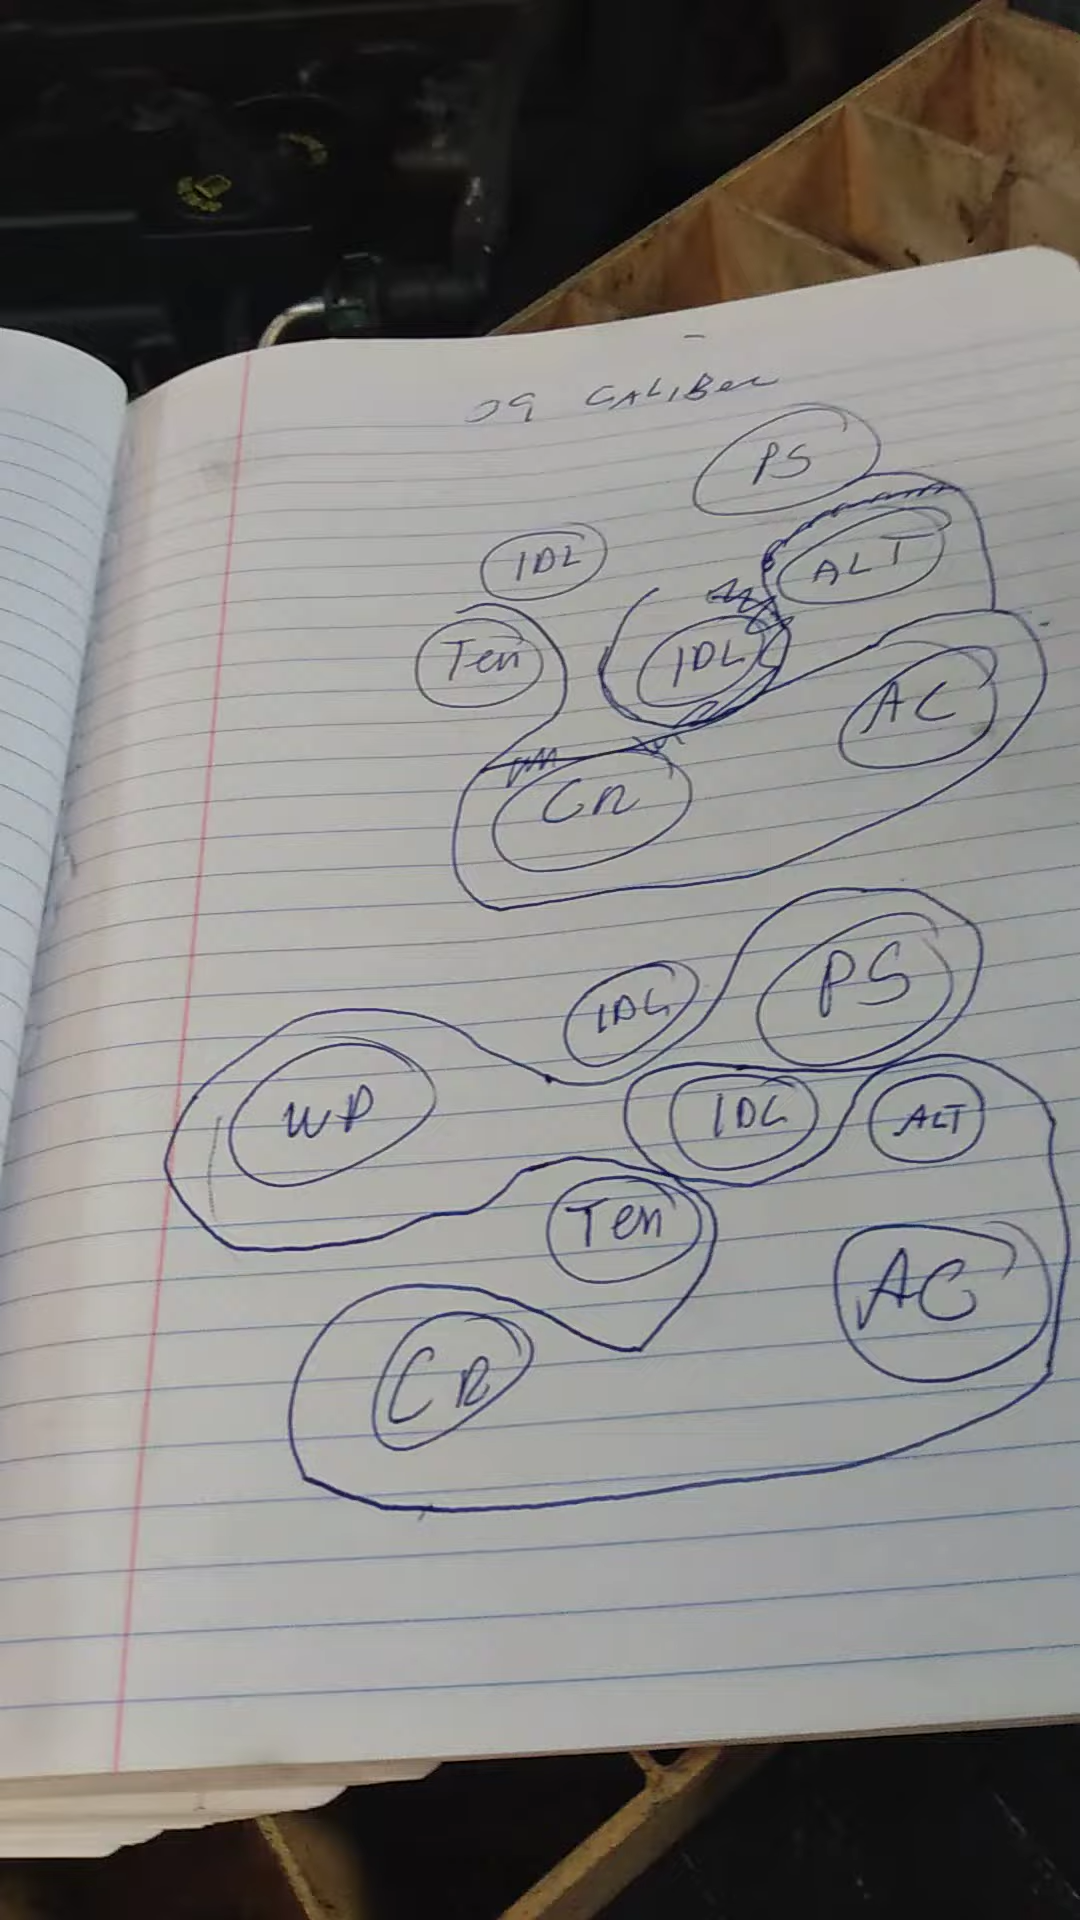 09 CALIBER
PS
IDL
ALT
Ten
IDL
AC
CR
PS
IDL
WP
IDL
ALT
Ten
AC
CR